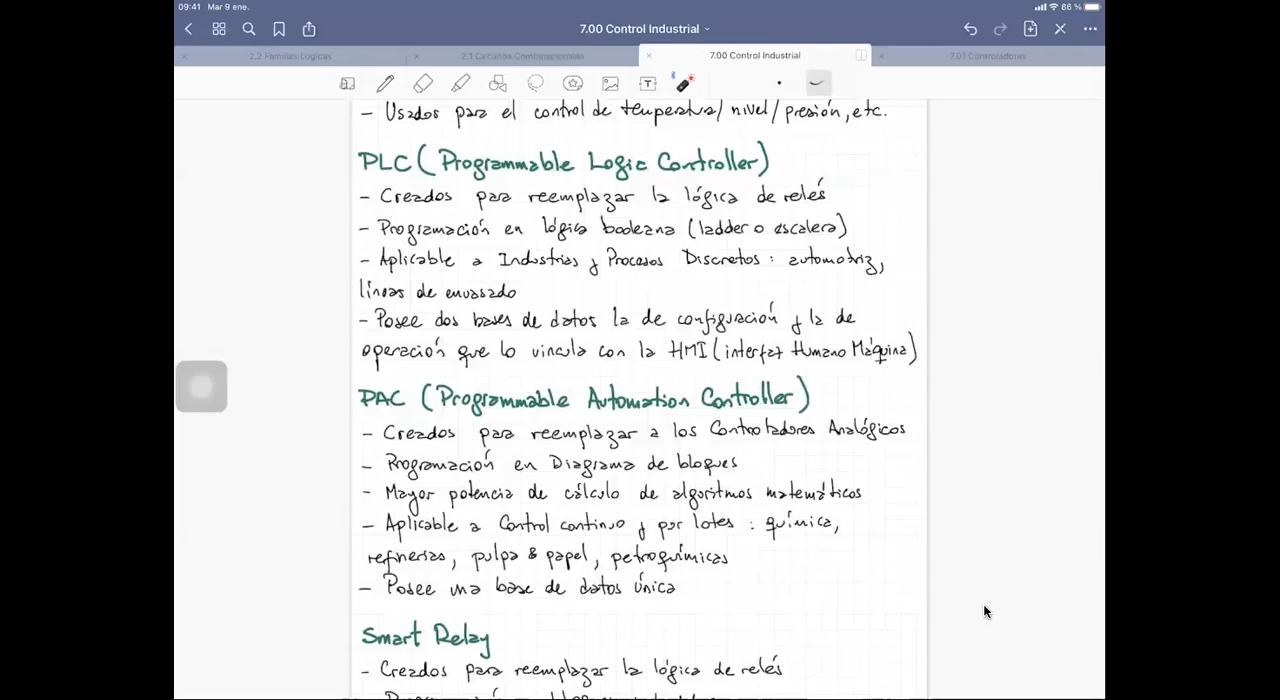 09:41 Mar 9 ene.
86 %
7.00 Control Industrial
2.2 Familias Logicas
2.1 Circuitos Combinacionales
7.00 Control Industrial
7.01 Controladores
- Usados para el control de temperatura/ nivel/ presión, etc.
PLC (Programmable Logic Controller)
- Creados para reemplazar la lógica de relés
- Programación en lógica booleana (ladder o escalera)
- Aplicable a Industrias y Procesos Discretos: automotriz,
líneas de envasado
- Posee dos bases de datos la de configuración y la de
operación que lo vincula con la HMI (interfaz Humano Máquina)
PAC (Programmable Automation Controller)
- Creados para reemplazar a los Controladores Analógicos
- Programación en Diagrama de bloques
- Mayor potencia de cálculo de algoritmos matemáticos
- Aplicable a Control continuo y por lotes: química,
refinerias, pulpa & papel, petroquímicas
- Posee una base de datos única
Smart Relay
- Creados para reemplazar la lógica de relés